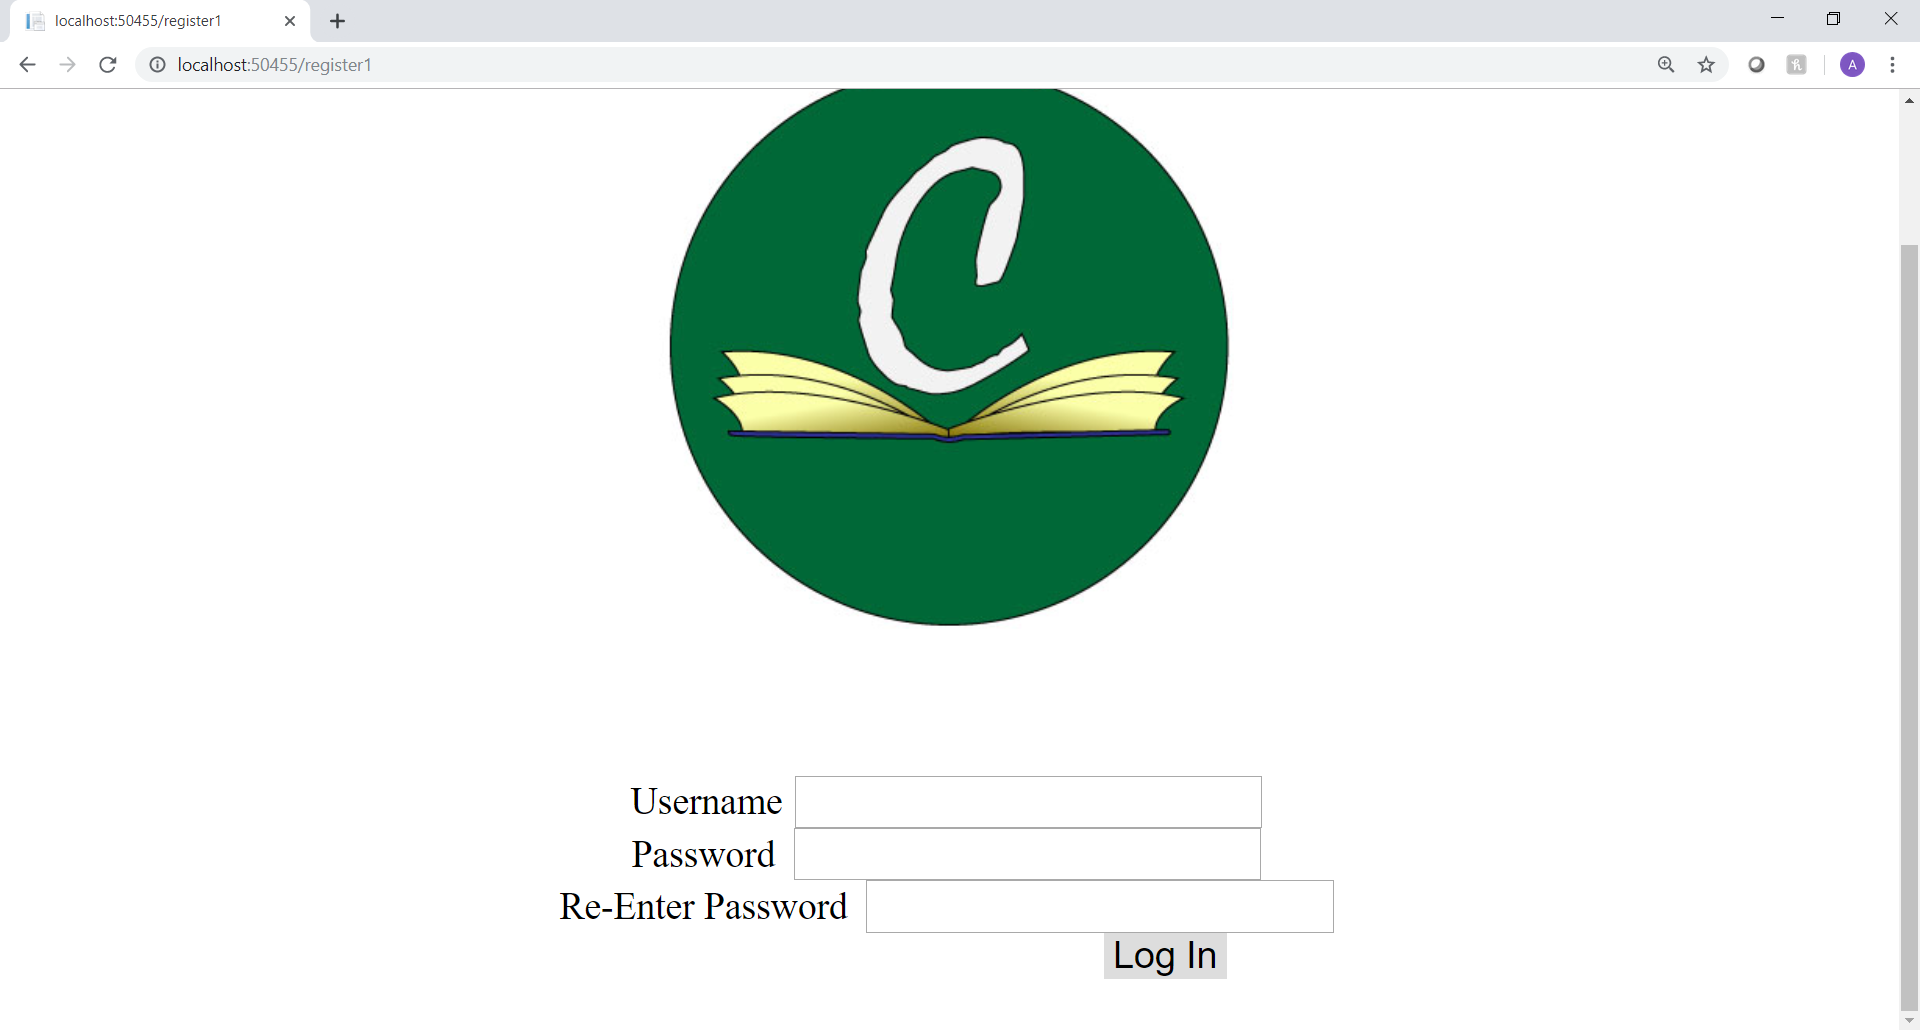 localhost:50455/register1
localhost:50455/register1
A
C
Username
Password
Re-Enter Password
Log In